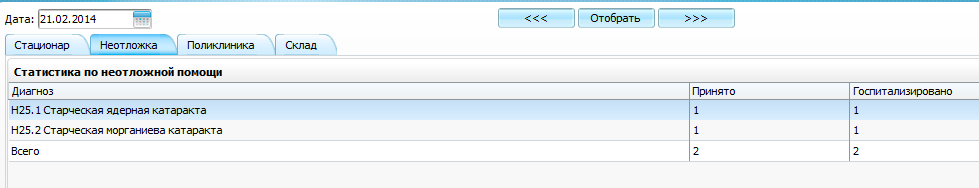 Дата: 21.02.2014 <<< Отобрать >>>
Стационар Неотложка Поликлиника Склад
Статистика по неотложной помощи
Диагноз Принято Госпитализировано
H25.1 Старческая ядерная катаракта 1 1
H25.2 Старческая морганиева катаракта 1 1
Всего 2 2